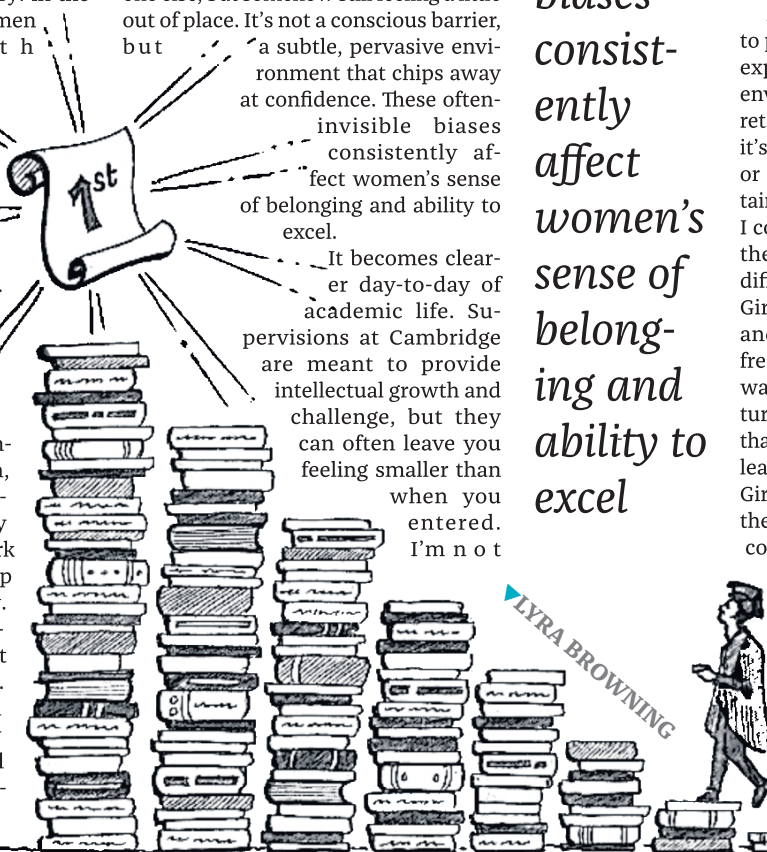 men
t h
out of place. It's not a conscious barrier,
but a subtle, pervasive envi-
ronment that chips away
at confidence. These often-
invisible biases
consistently af-
fect women's sense
of belonging and ability to
excel.
It becomes clear-
er day-to-day of
academic life. Su-
pervisions at Cambridge
are meant to provide
intellectual growth and
challenge, but they
can often leave you
feeling smaller than
when you
entered.
I'm not
1st
biases
consist-
ently
affect
women's
sense of
belong-
ing and
ability to
excel
LYRA BROWNING